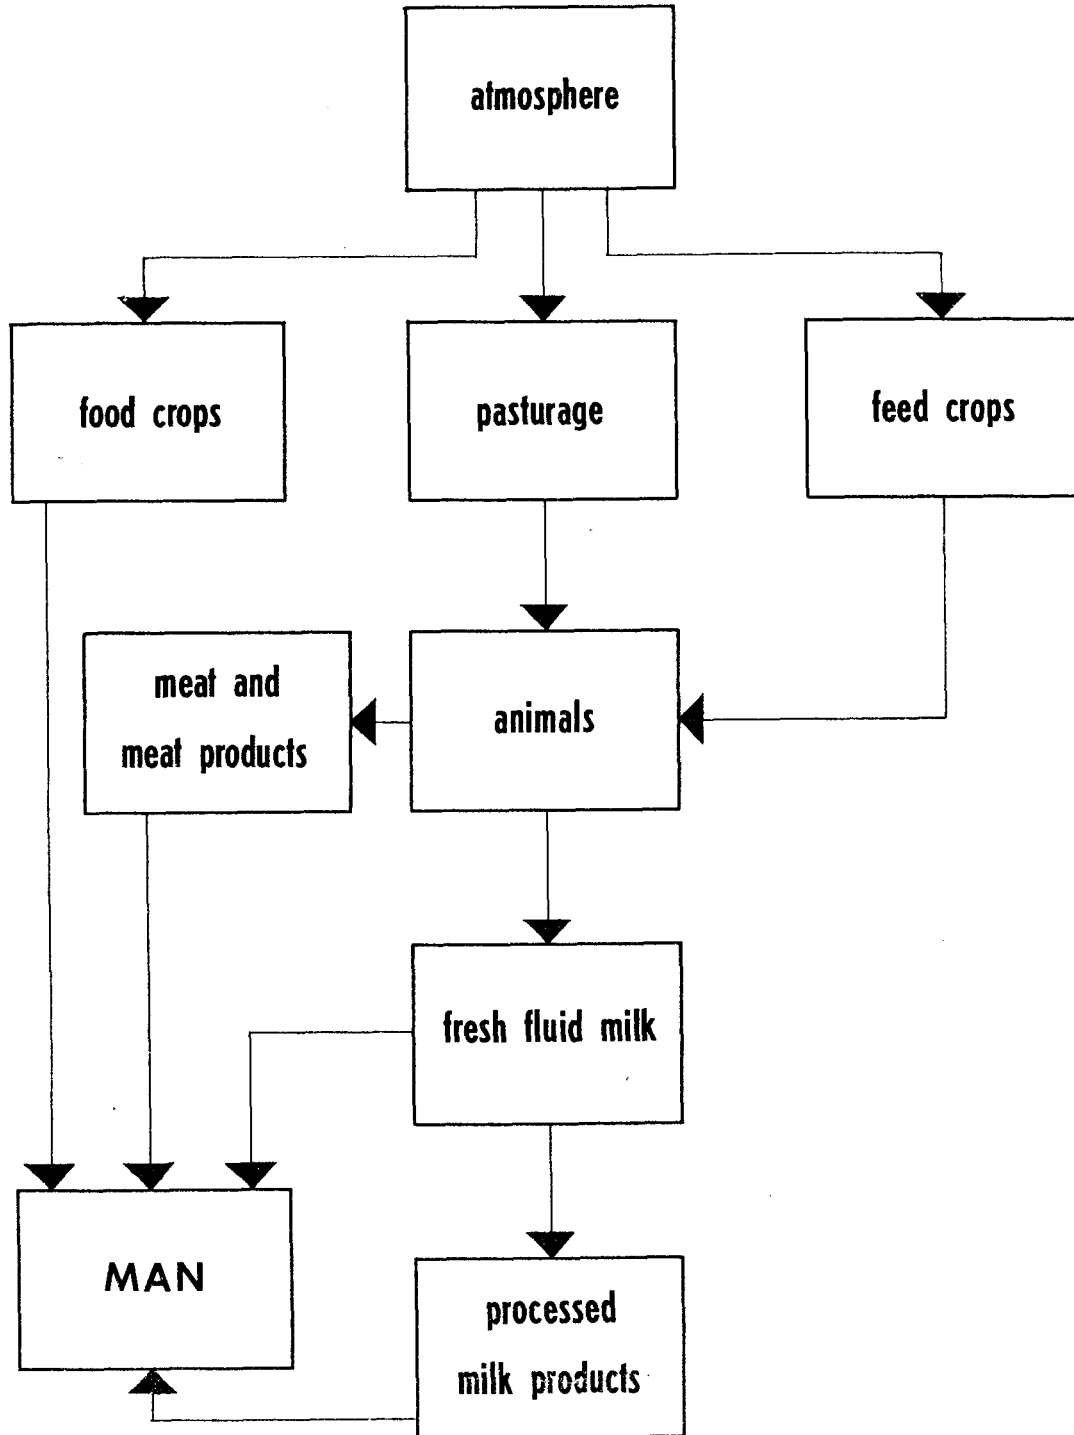 atmosphere
food crops
pasturage
feed crops
meat and
meat products
animals
fresh fluid milk
MAN
processed
milk products